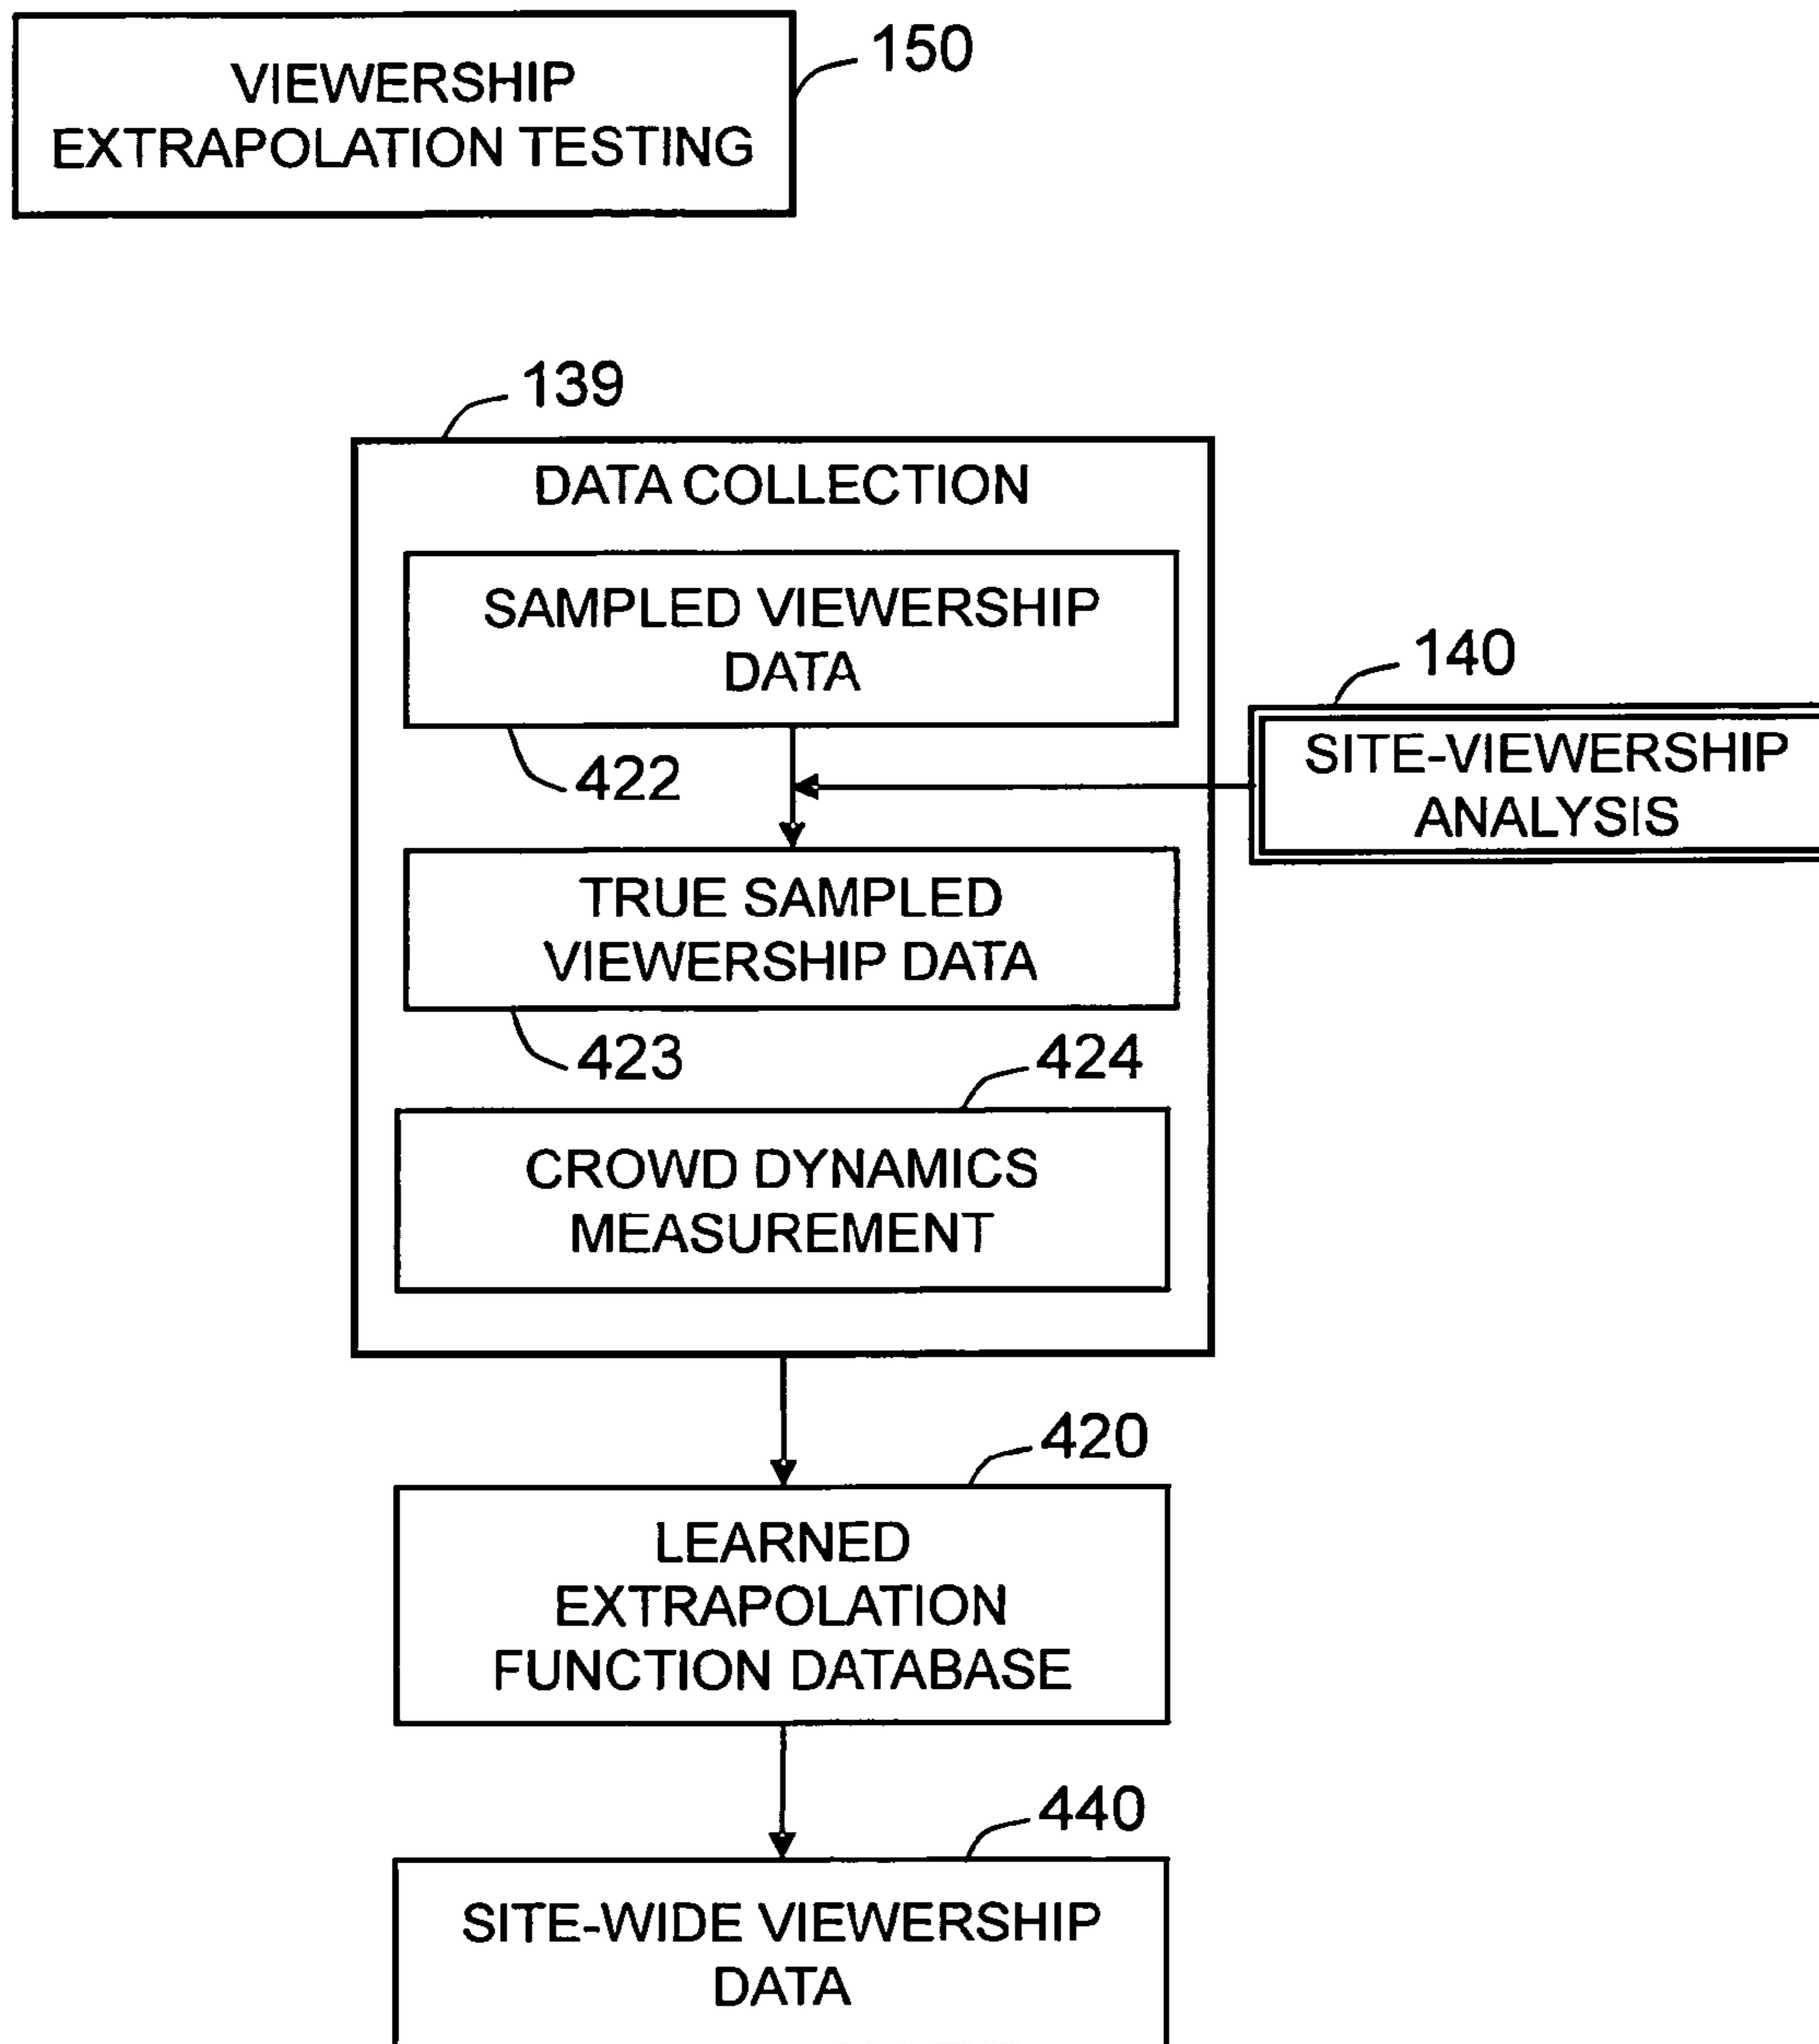 VIEWERSHIP
EXTRAPOLATION TESTING
150
139
DATA COLLECTION
SAMPLED VIEWERSHIP
DATA
422
140
SITE-VIEWERSHIP
ANALYSIS
TRUE SAMPLED
VIEWERSHIP DATA
423
424
CROWD DYNAMICS
MEASUREMENT
420
LEARNED
EXTRAPOLATION
FUNCTION DATABASE
440
SITE-WIDE VIEWERSHIP
DATA